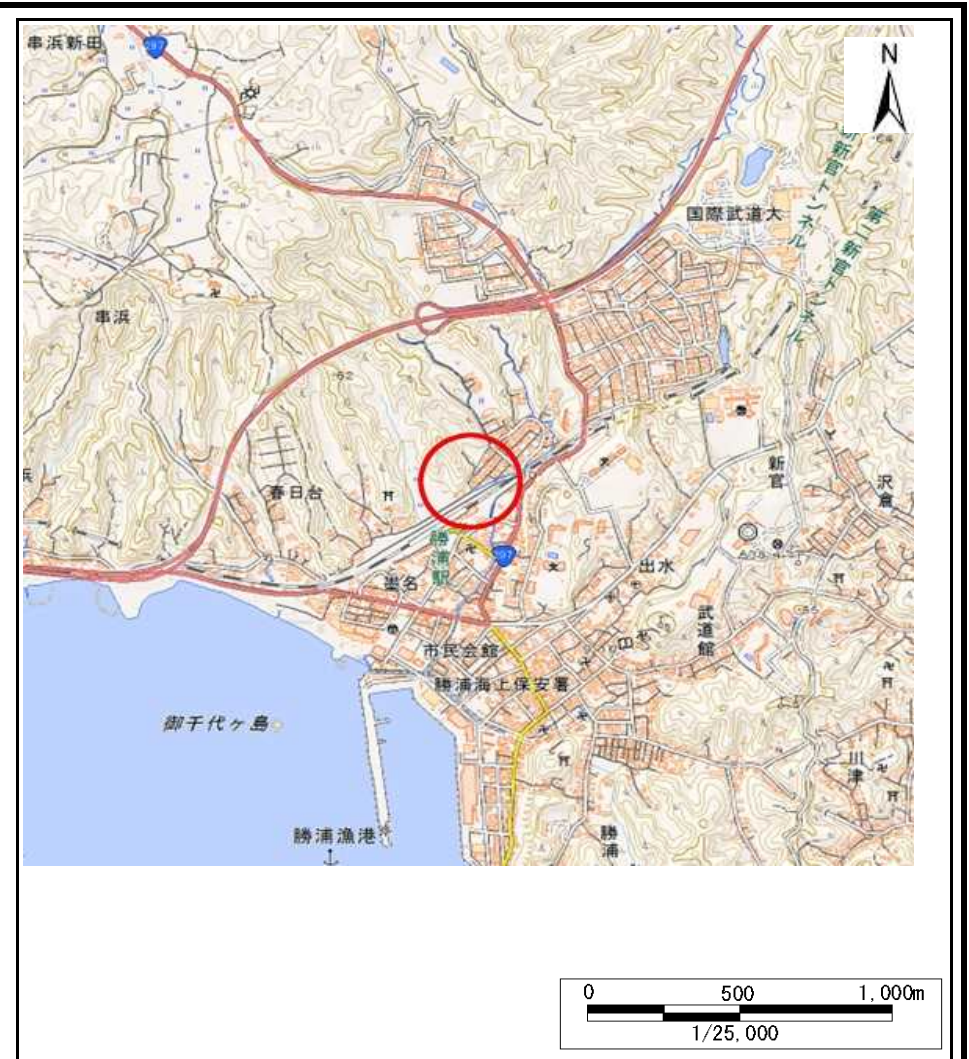 串浜新田
297
N
国際武道大
新官トンネル
第二新官トンネル
串浜
62
春日台
新官
沢倉
勝浦駅
297
墨名
出水
武道館
市民会館
勝浦海上保安署
御千代ヶ島
川津
勝浦漁港
勝浦
0 500 1,000m
1/25,000